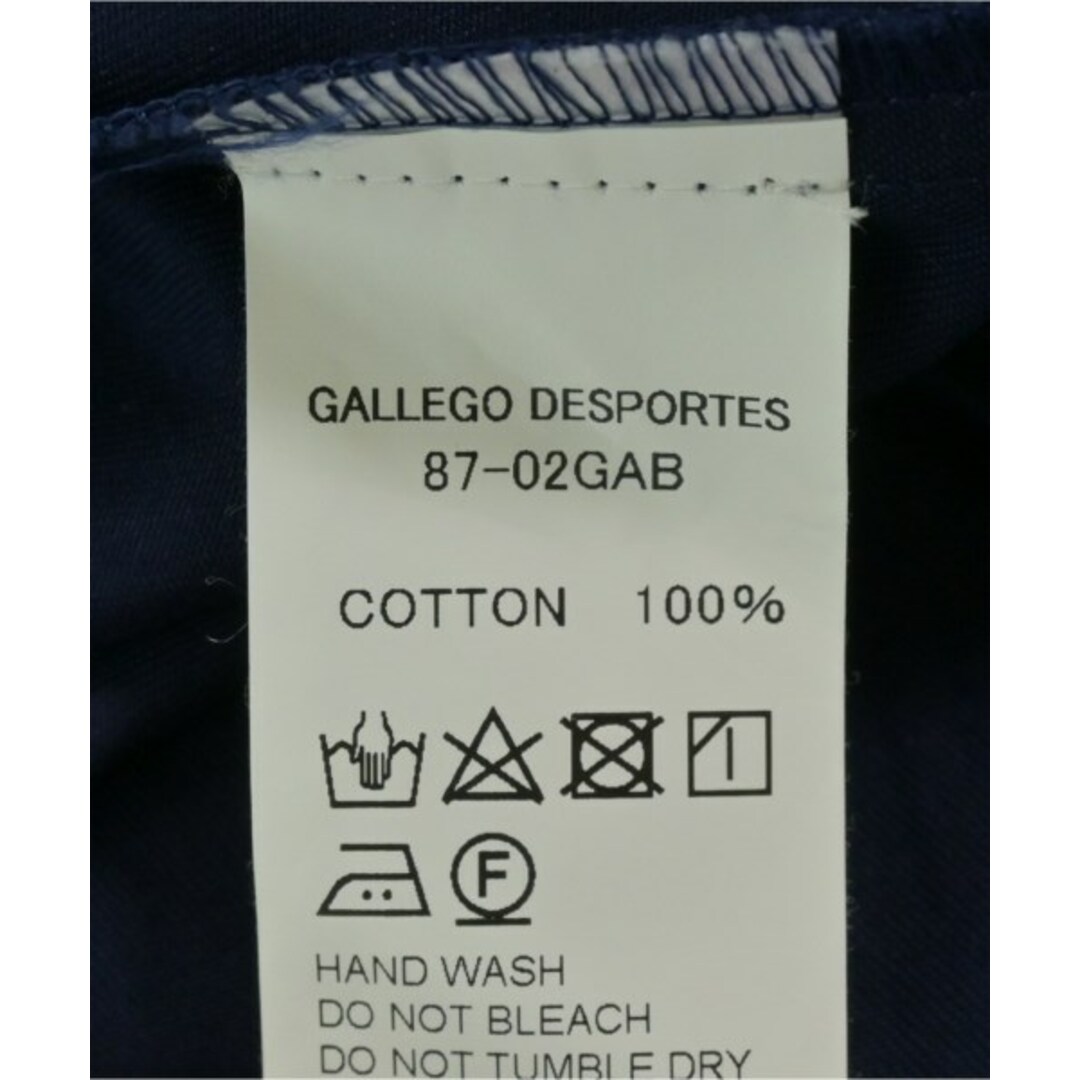 GALLEGO DESPORTES
87-02GAB
COTTON 100%
F
HAND WASH
DO NOT BLEACH
DO NOT TUMBLE DRY